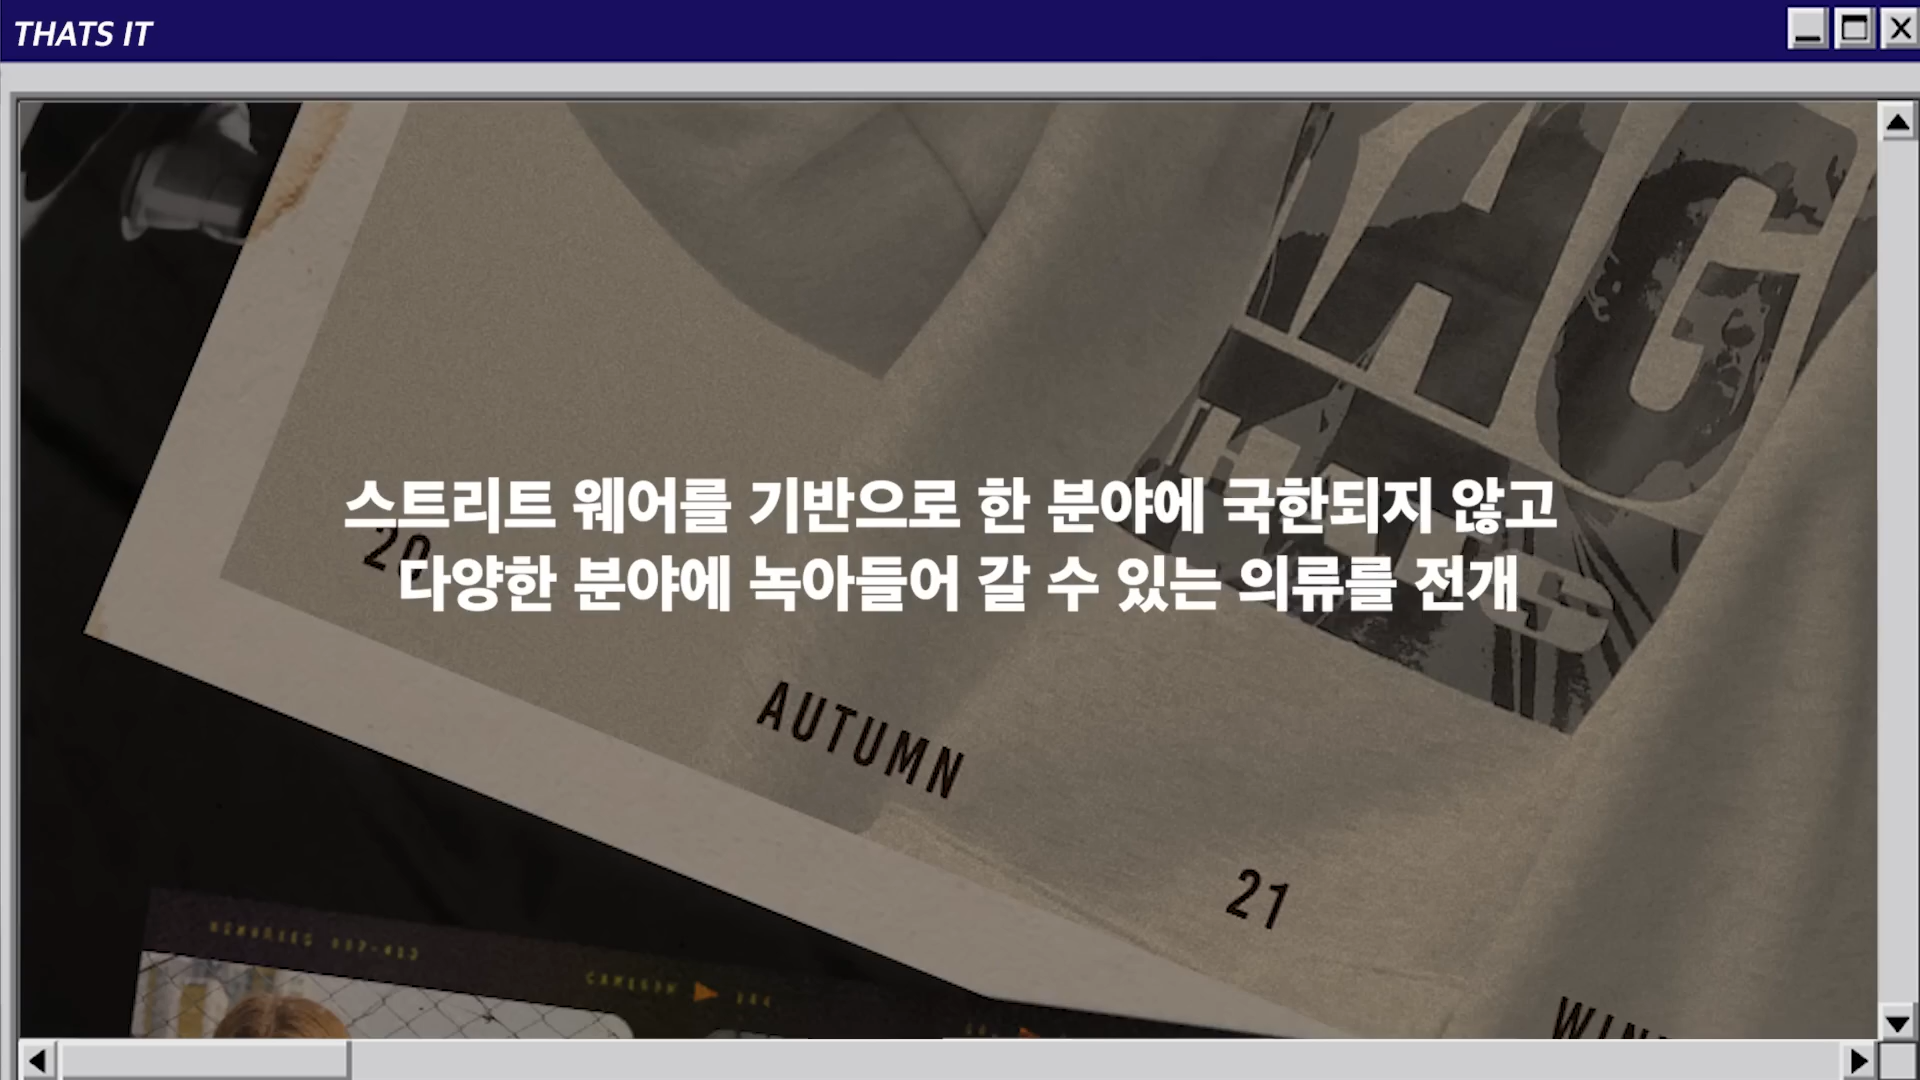 THATS IT
AG
스트리트 웨어를 기반으로 한 분야에 국한되지 않고
다양한 분야에 녹아들어 갈 수 있는 의류를 전개
20
AUTUMN
21